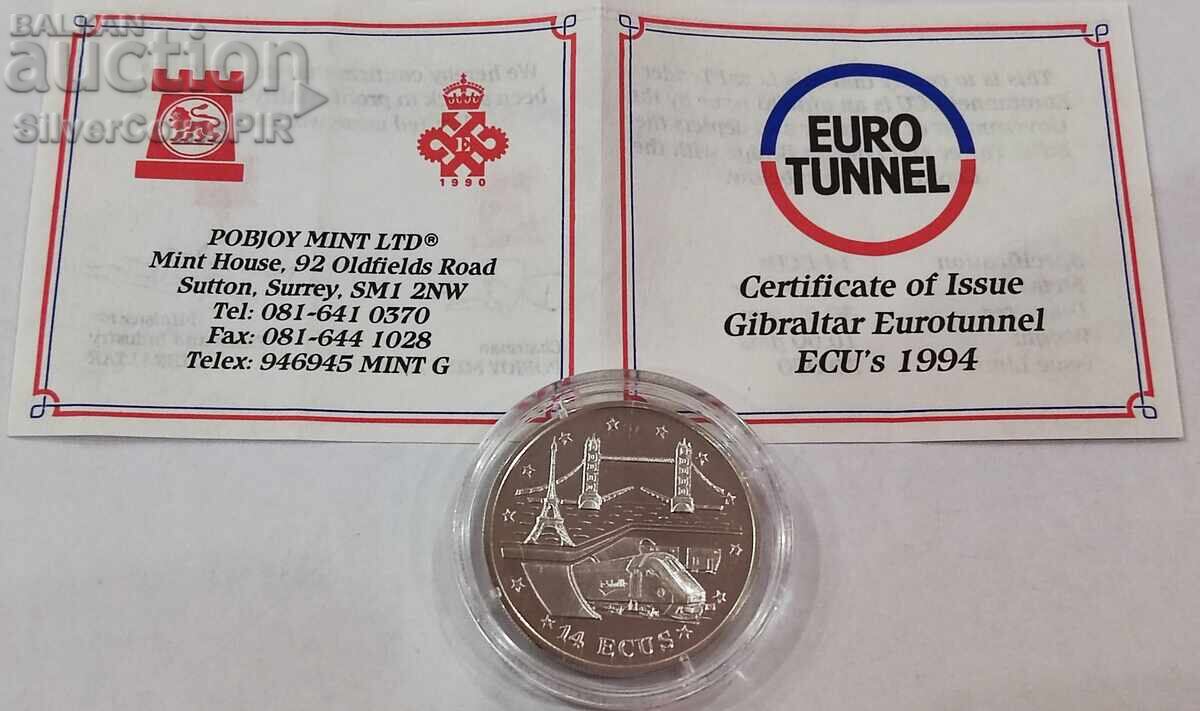 BALKAN
auction
SilverCoinsPIR
E
1990
POBJOY MINT LTD®
Mint House, 92 Oldfields Road
Sutton, Surrey, SM1 2NW
Tel: 081-641 0370
Fax: 081-644 1028
Telex: 946945 MINT G
EURO
TUNNEL
Certificate of Issue
Gibraltar Eurotunnel
ECU's 1994
14 ECUS